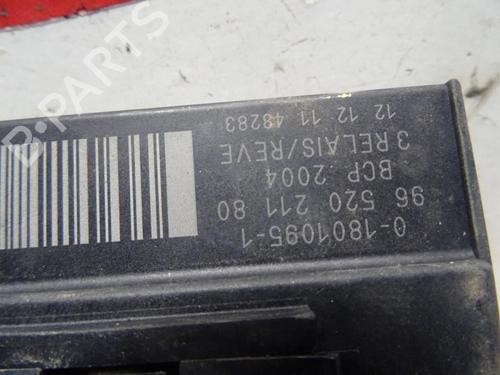 0-1801095-1
96 520 211 80
BCP 2004
3 RELAIS/REVE
12 12 11 48283
B-PARTS